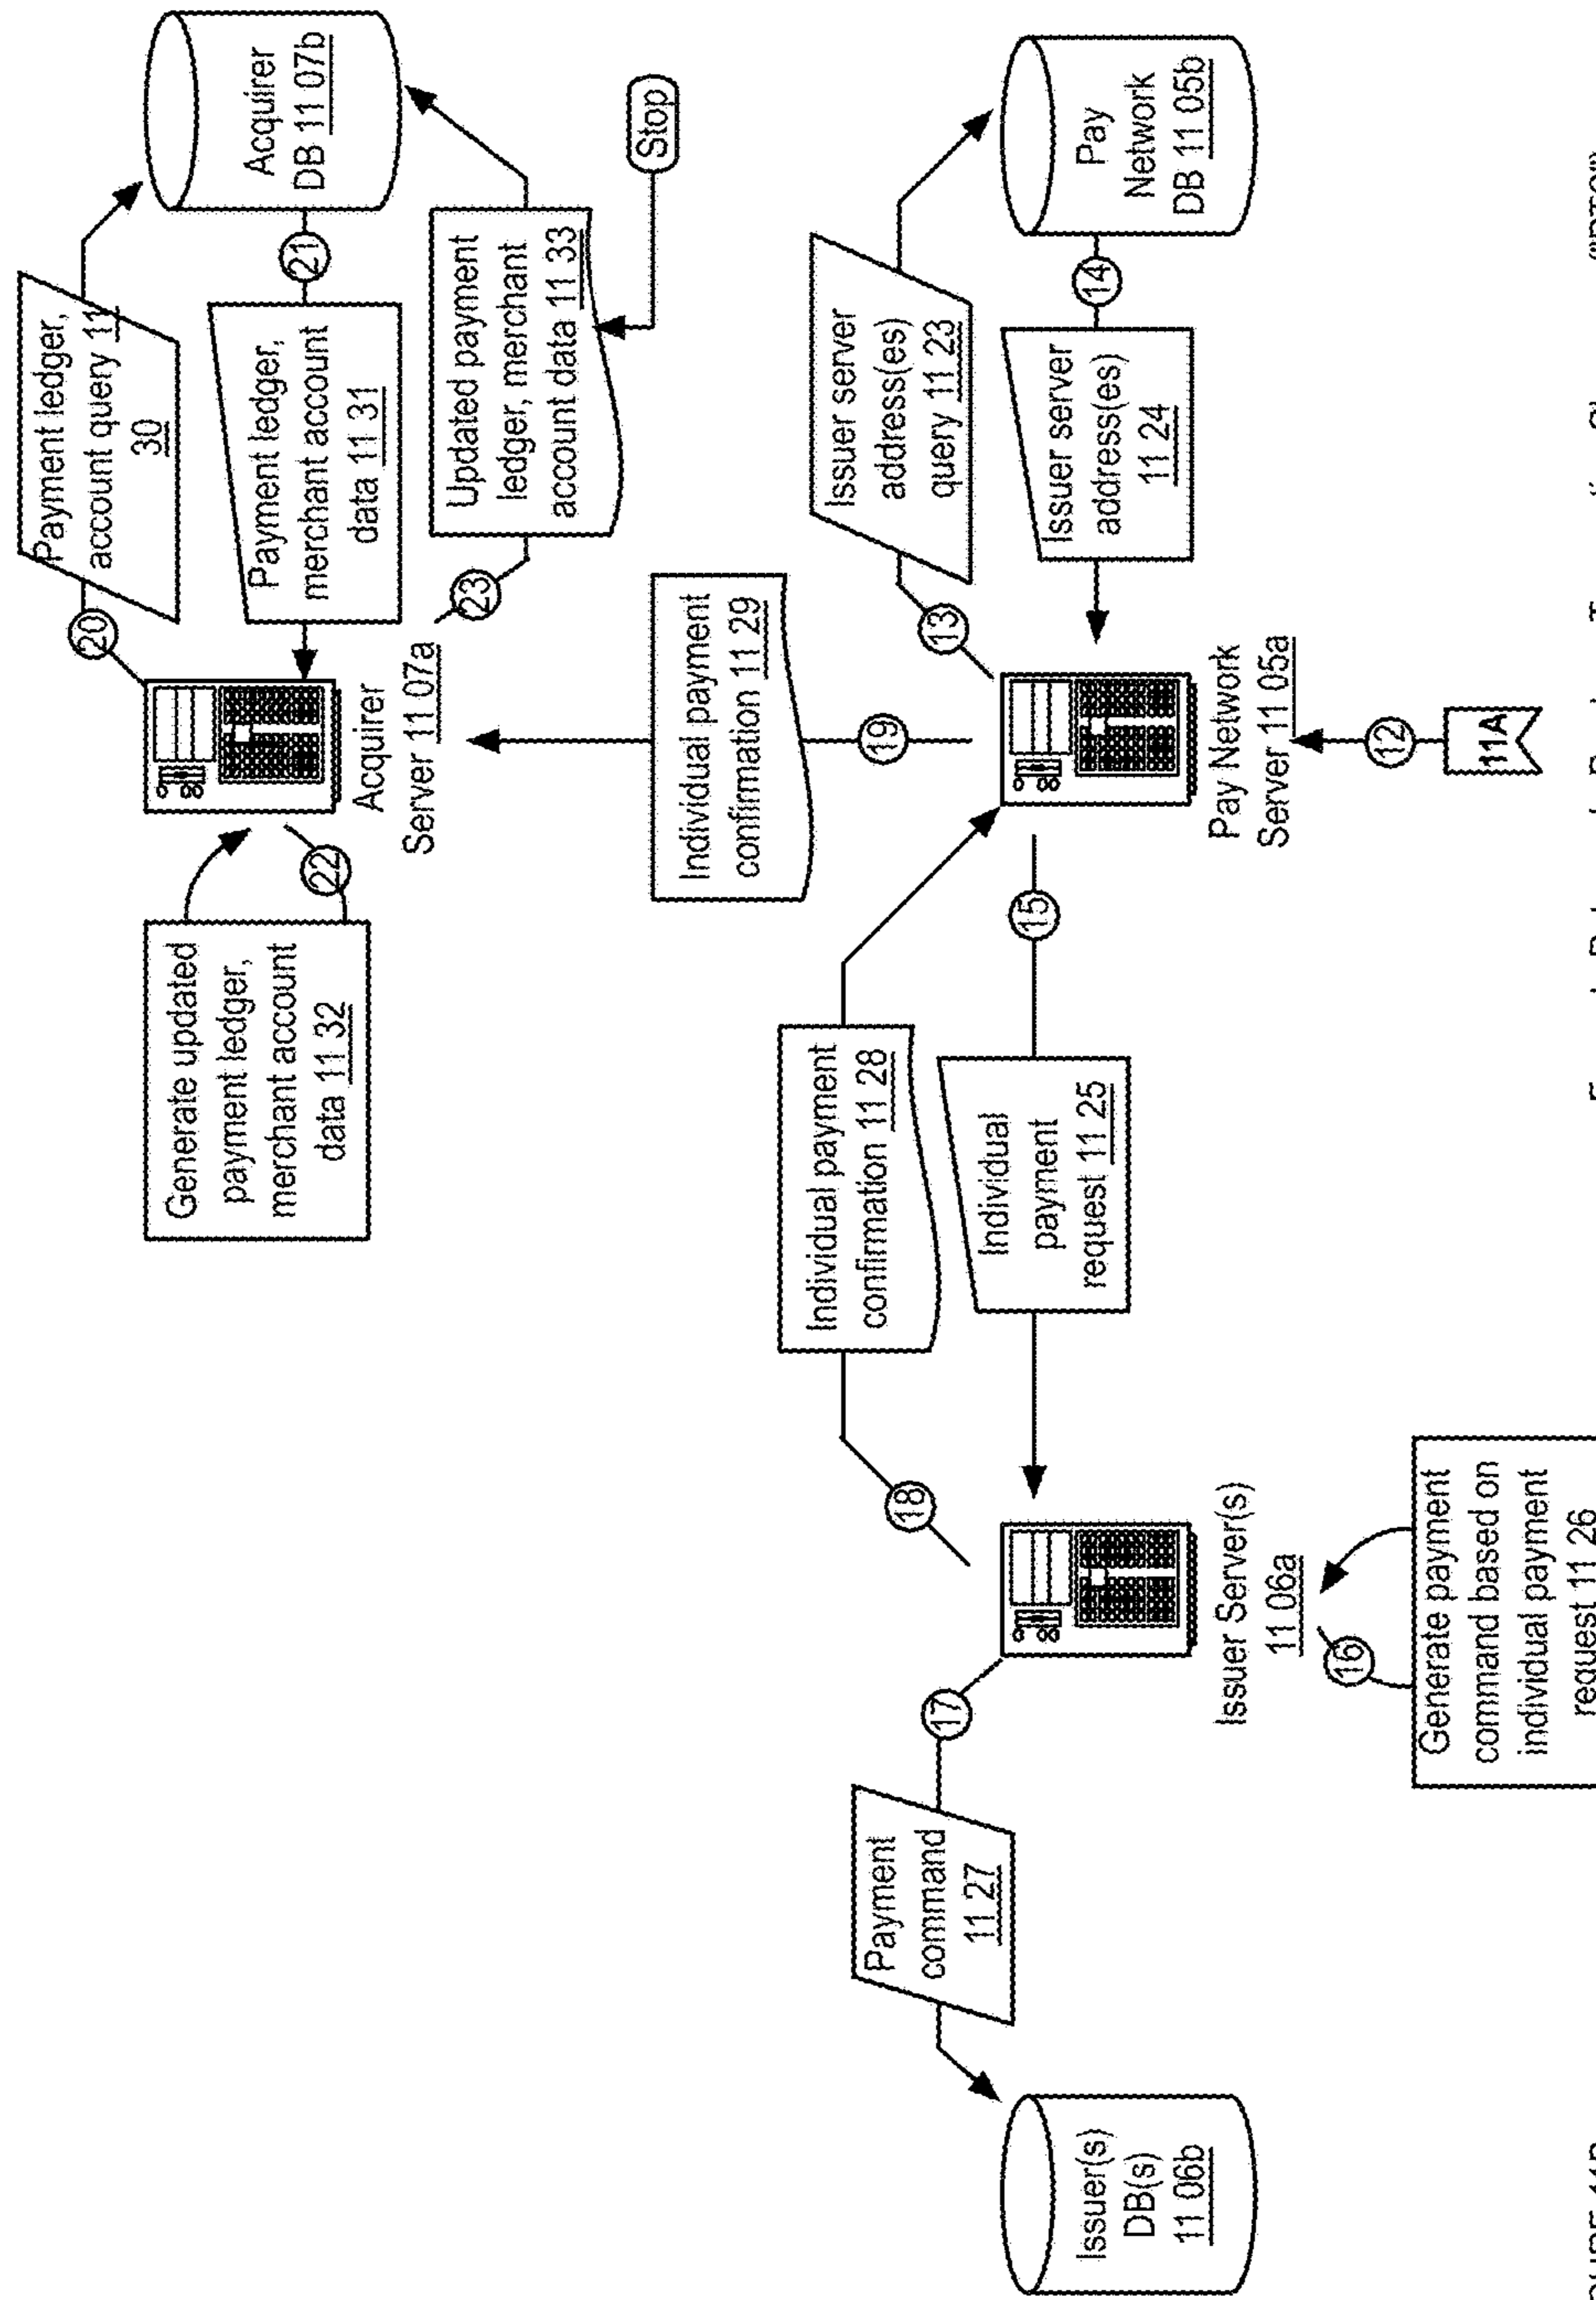 Payment ledger,
account query 11
30
20
Acquirer
DB 11 07b
21
Payment ledger,
merchant account
data 11 31
Updated payment
ledger, merchant
account data 11 33
23
Stop
Acquirer
Server 11 07a
22
Generate updated
payment ledger,
merchant account
data 11 32
Individual payment
confirmation 11 29
19
Issuer server
address(es)
query 11 23
13
Pay
Network
DB 11 05b
14
Issuer server
address(es)
11 24
Pay Network
Server 11 05a
12
11A
15
Individual payment
confirmation 11 28
Individual
payment
request 11 25
18
Issuer Server(s)
11 06a
16
Generate payment
command based on
individual payment
request 11 26
17
Payment
command
11 27
Issuer(s)
DB(s)
11 06b